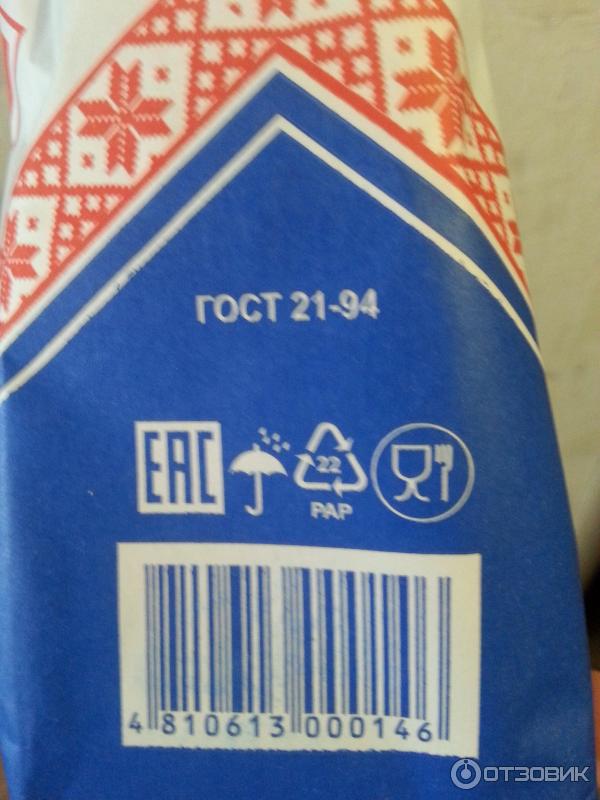 ГОСТ 21-94
EAC
22
PAP
4 810613 000146
ОТЗОВИК